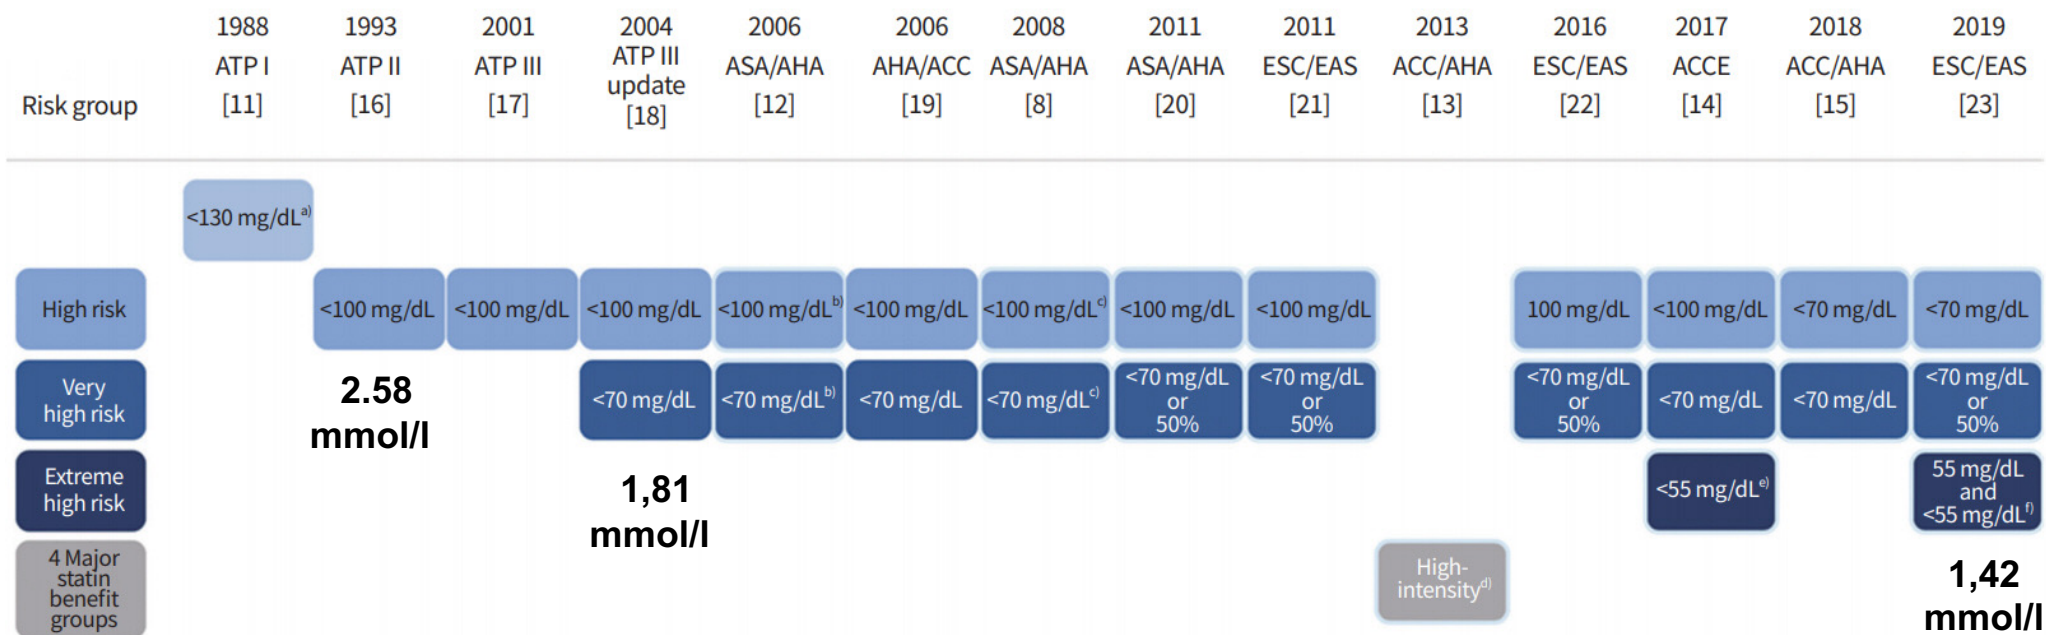 1988 1993 2001 2004 2006 2006 2008 2011 2011 2013 2016 2017 2018 2019
ATP I ATP II ATP III ATP III update ASA/AHA AHA/ACC ASA/AHA ASA/AHA ESC/EAS ACC/AHA ESC/EAS ACCE ACC/AHA ESC/EAS
Risk group [11] [16] [17] [18] [12] [19] [8] [20] [21] [13] [22] [14] [15] [23]
<130 mg/dLa)
High risk <100 mg/dL <100 mg/dL <100 mg/dL <100 mg/dLb) <100 mg/dL <100 mg/dLc) <100 mg/dL <100 mg/dL 100 mg/dL <100 mg/dL <70 mg/dL <70 mg/dL
Very
high risk
<70 mg/dL <70 mg/dLb) <70 mg/dL <70 mg/dLc)
<70 mg/dL
or
50%
<70 mg/dL
or
50%
<70 mg/dL
or
50%
<70 mg/dL <70 mg/dL
<70 mg/dL
or
50%
2.58
mmol/l
Extreme
high risk
1,81
mmol/l
<55 mg/dLe)
55 mg/dL
and
<55 mg/dLf)
4 Major
statin
benefit
groups
High-
intensityd)
1,42
mmol/l